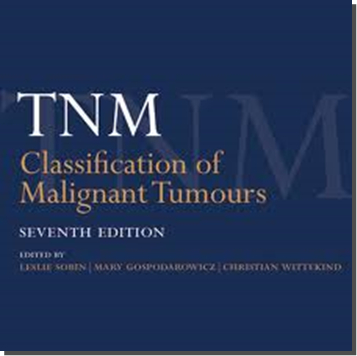 TNM
Classification of
Malignant Tumours
SEVENTH EDITION
EDITED BY
LESLIE SOBIN | MARY GOSPODAROWICZ | CHRISTIAN WITTEKIND